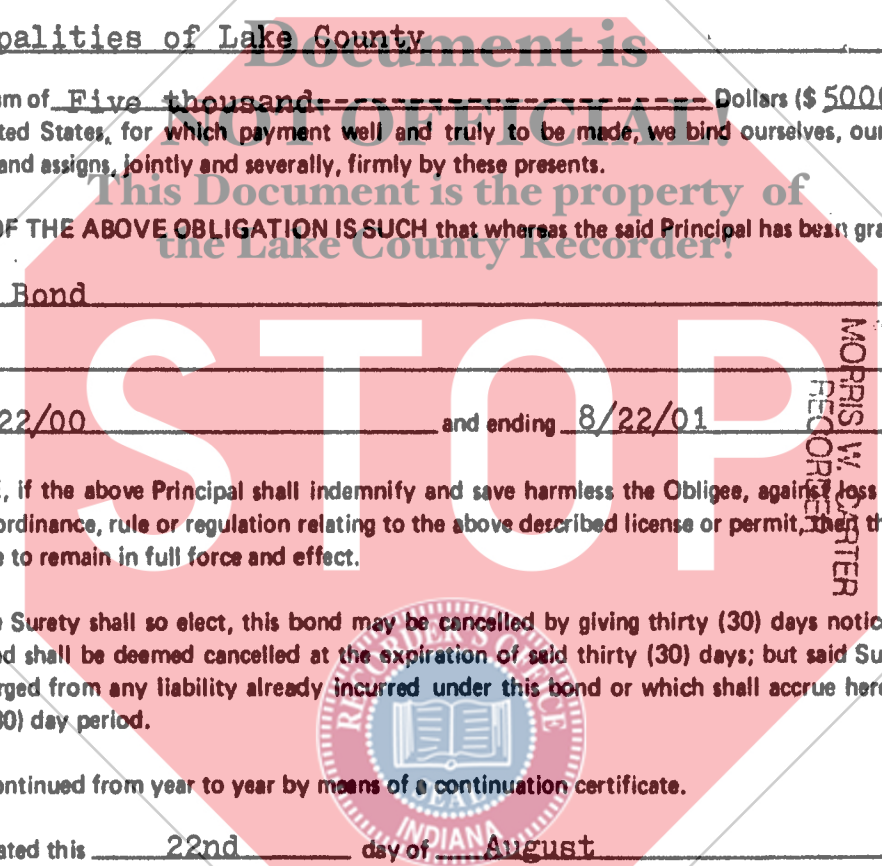 palities of Lake County
Document is
m of Five thousand-------------------- Dollars ($ 5000
NOT OFFICIAL!
ted States, for which payment well and truly to be made, we bind ourselves, our
and assigns, jointly and severally, firmly by these presents.
This Document is the property of
OF THE ABOVE OBLIGATION IS SUCH that whereas the said Principal has been gra
the Lake County Recorder!
Bond
STOP
MORRIS W. CARTER
RECORDER
22/00 and ending 8/22/01
, if the above Principal shall indemnify and save harmless the Obligee, against loss
ordinance, rule or regulation relating to the above described license or permit, then th
e to remain in full force and effect.
e Surety shall so elect, this bond may be cancelled by giving thirty (30) days notic
ed shall be deemed cancelled at the expiration of said thirty (30) days; but said Su
rged from any liability already incurred under this bond or which shall accrue here
30) day period.
RECORDER'S OFFICE
SEAL
INDIANA
ontinued from year to year by means of a continuation certificate.
ated this 22nd day of August